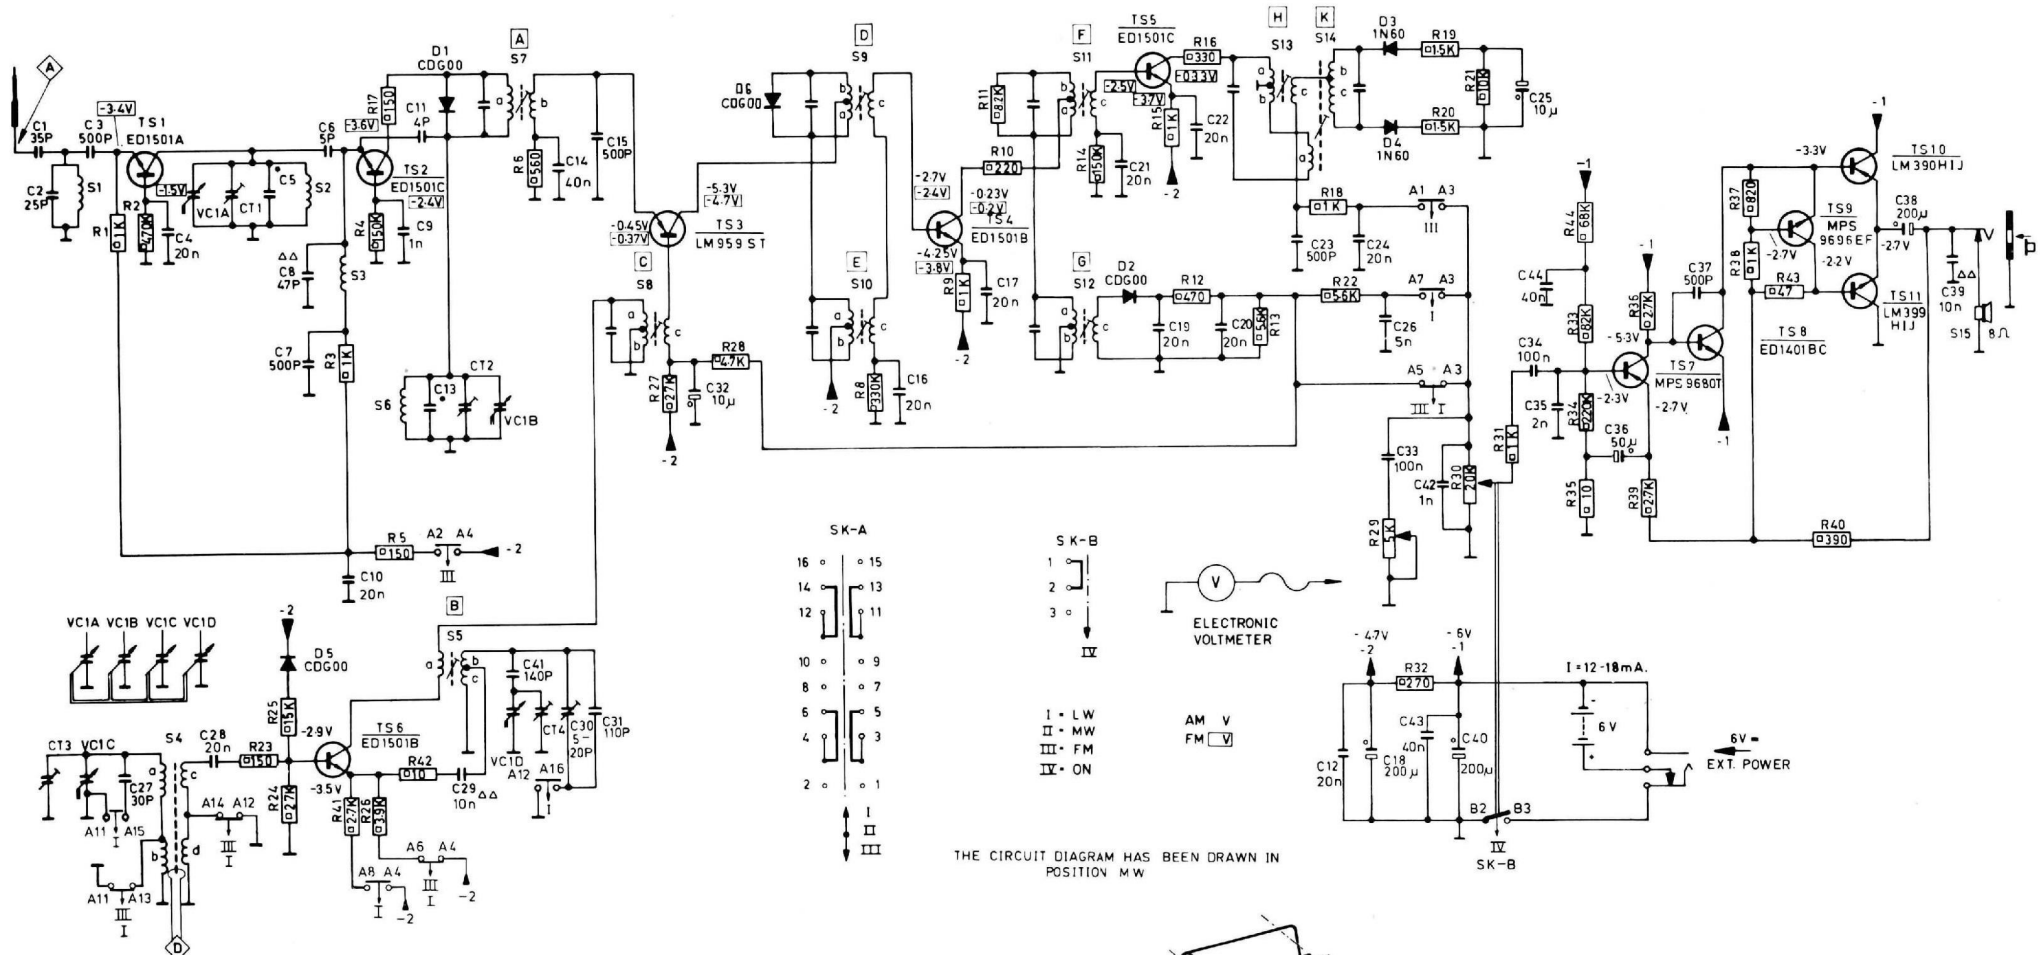 A
C1
35P
C2
25P
S1
C3
500P
-3.4V
TS1
ED1501A
-1.5V
R1
1K
R2
470K
C4
20n
VC1A
CT1
C5
S2
C6
5P
R17
150
-3.6V
D1
CDG00
C11
4P
TS2
ED1501C
-2.4V
R4
150K
C9
1n
ΔΔ
C8
47P
S3
C7
500P
R3
1K
A
S7
a
b
R6
560
C14
40n
C15
500P
S6
C13
CT2
VC1B
R5
150
A2 A4
III
-2
C10
20n
-0.45V
-0.37V
-5.3V
-4.7V
TS3
LM959 ST
C
S8
a
b
c
R27
2.7K
C32
10µ
R28
4.7K
-2
D6
CDG00
D
S9
b
a
c
E
S10
a
b
c
-2
R8
330K
C16
20n
-2.7V
-2.4V
-0.23V
-0.2V
TS4
ED1501B
-4.25V
-3.8V
R9
1K
C17
20n
-2
R10
220
R11
8.2K
F
S11
b
a
c
R14
150K
C21
20n
TS5
ED1501C
-2.5V
-3.7V
R16
330
-0.33V
R15
1K
C22
20n
-2
G
S12
a
b
c
D2
CDG00
R12
470
C19
20n
C20
20n
R13
5.6K
H
S13
b
c
a
K
S14
b
c
D3
1N60
D4
1N60
R19
1.5K
R20
1.5K
R21
10K
C25
10µ
R18
1K
C23
500P
C24
20n
A1 A3
III
R22
5.6K
C26
5n
A7 A3
I
A5 A3
III I
C33
100n
R29
5K
C42
1n
R30
20K
R31
1K
C34
100n
C35
2n
-1
R44
68K
C44
40n
R33
82K
R34
220K
R35
10
C36
50µ
-1
R36
2.7K
-5.3V
-2.3V
TS7
MPS 9680T
-2.7V
R39
2.7K
C37
500P
TS8
ED1401BC
-1
R37
820
R38
1K
R43
47
TS9
MPS
9696EF
-3.3V
-2.7V
-2.2V
-1
TS10
LM390HIJ
TS11
LM399
HIJ
-2.7V
C38
200µ
R40
390
ΔΔ
C39
10n
S15
8Ω
VC1A VC1B VC1C VC1D
CT3 VC1C
C27
30P
A11 A15
I
S4
a
b
c
d
A11 A13
III
I
D
A14 A12
III
I
C28
20n
R23
150
-2
D5
CDG00
R25
15K
R24
2.7K
-2.9V
TS6
ED1501B
-3.5V
R41
2.7K
R26
3.9K
R42
10
C29
10n ΔΔ
A6 A4
III
I
-2
A8 A4
I
-2
B
S5
a
b
c
C41
140P
VC1D
CT4
C30
5-
20P
C31
110P
A12 A16
I
SK-A
16 15
14 13
12 11
10 9
8 7
6 5
4 3
2 1
I
II
III
SK-B
1
2
3
IV
V
ELECTRONIC
VOLTMETER
I - LW
II - MW
III - FM
IV - ON
AM V
FM V
THE CIRCUIT DIAGRAM HAS BEEN DRAWN IN
POSITION MW
-4.7V
-2
R32
270
-6V
-1
C12
20n
C18
200µ
C43
40n
C40
200µ
I = 12-18mA.
6V
6V =
EXT. POWER
B2 B3
IV
SK-B